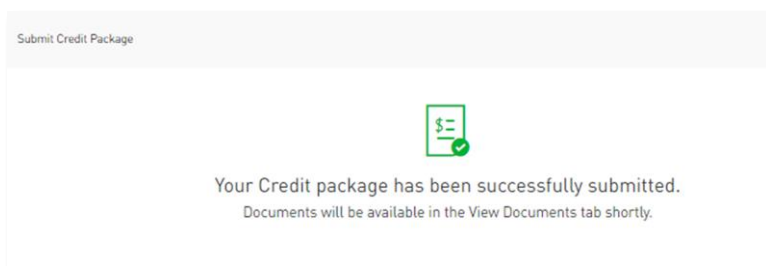 Submit Credit Package
$
Your Credit package has been successfully submitted.
Documents will be available in the View Documents tab shortly.